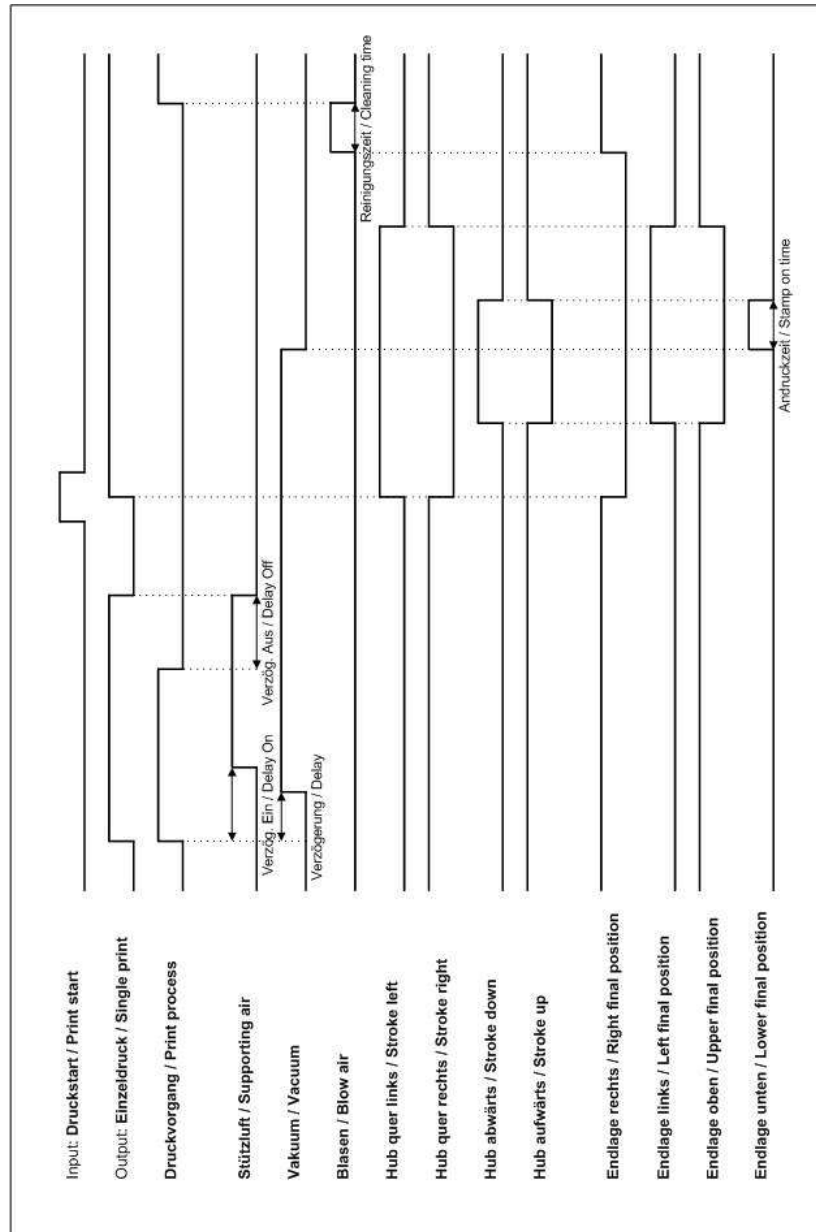 Input: Druckstart / Print start
Output: Einzeldruck / Single print
Druckvorgang / Print process
Stützluft / Supporting air
Vakuum / Vacuum
Blasen / Blow air
Hub quer links / Stroke left
Hub quer rechts / Stroke right
Hub abwärts / Stroke down
Hub aufwärts / Stroke up
Endlage rechts / Right final position
Endlage links / Left final position
Endlage oben / Upper final position
Endlage unten / Lower final position
Verzög. Ein / Delay On
Verzög. Aus / Delay Off
Verzögerung / Delay
Reinigungszeit / Cleaning time
Andruckzeit / Stamp on time